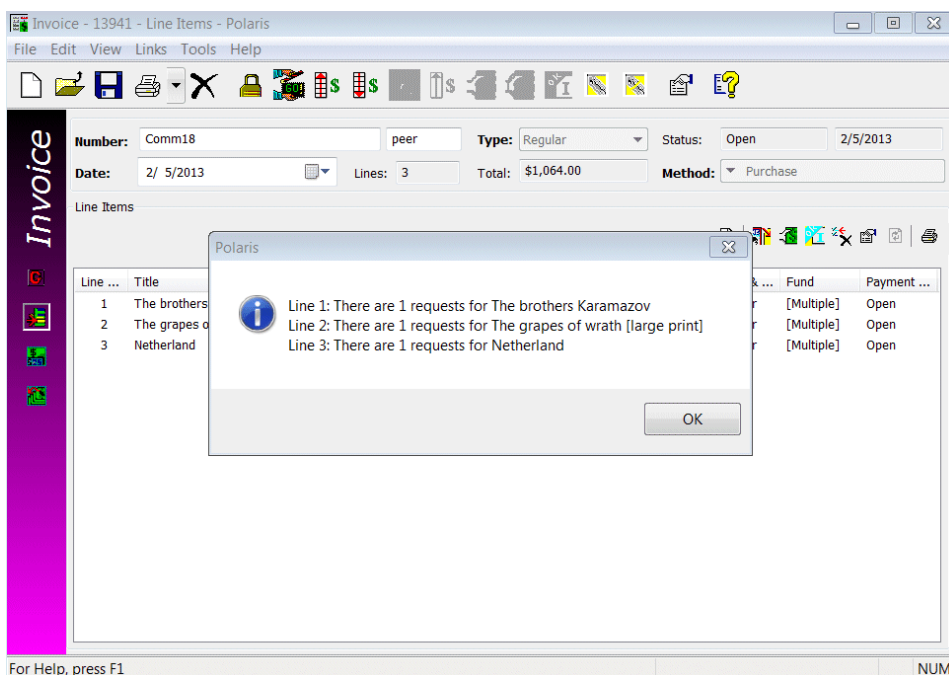 Invoice - 13941 - Line Items - Polaris
File Edit View Links Tools Help
Invoice
Number: Comm18 peer Type: Regular Status: Open 2/5/2013
Date: 2/ 5/2013 Lines: 3 Total: $1,064.00 Method: Purchase
Line Items
Polaris
Line ... Title & ... Fund Payment ...
1 The brothers r [Multiple] Open
2 The grapes o r [Multiple] Open
3 Netherland r [Multiple] Open
Line 1: There are 1 requests for The brothers Karamazov
Line 2: There are 1 requests for The grapes of wrath [large print]
Line 3: There are 1 requests for Netherland
OK
For Help, press F1
NUM